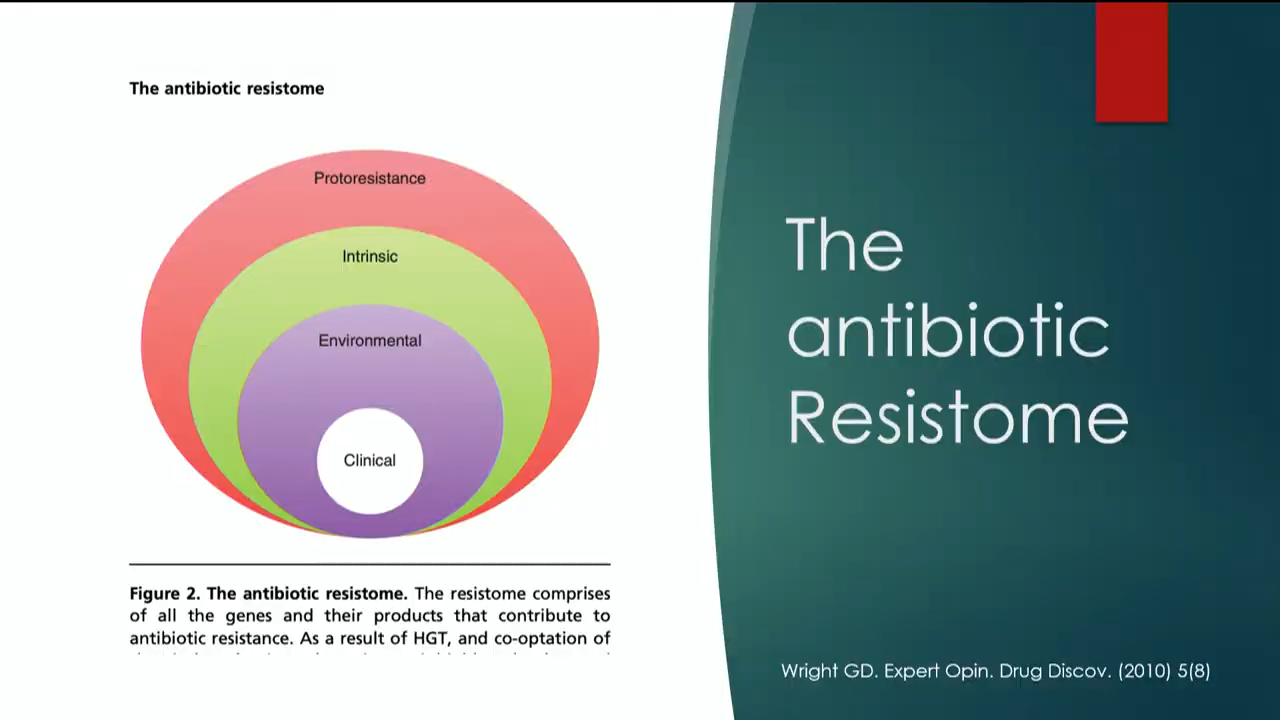 The antibiotic resistome
Protoresistance
Intrinsic
Environmental
Clinical
Figure 2. The antibiotic resistome. The resistome comprises
of all the genes and their products that contribute to
antibiotic resistance. As a result of HGT, and co-optation of
The
antibiotic
Resistome
Wright GD. Expert Opin. Drug Discov. (2010) 5(8)